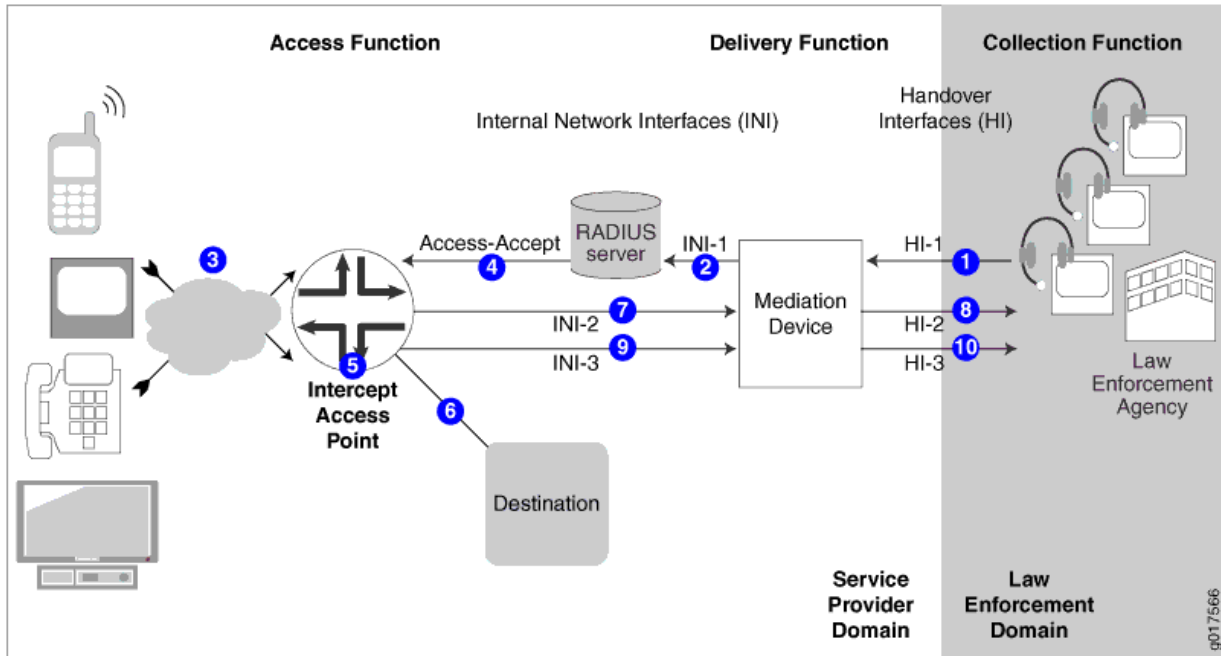 Access Function
Delivery Function
Collection Function
Internal Network Interfaces (INI)
Handover
Interfaces (HI)
RADIUS
server
Access-Accept
INI-1
HI-1
3
4
2
1
Mediation
Device
7
8
INI-2
HI-2
9
10
INI-3
HI-3
5
Intercept
Access
Point
Law
Enforcement
Agency
6
Destination
Service
Provider
Domain
Law
Enforcement
Domain
g017566